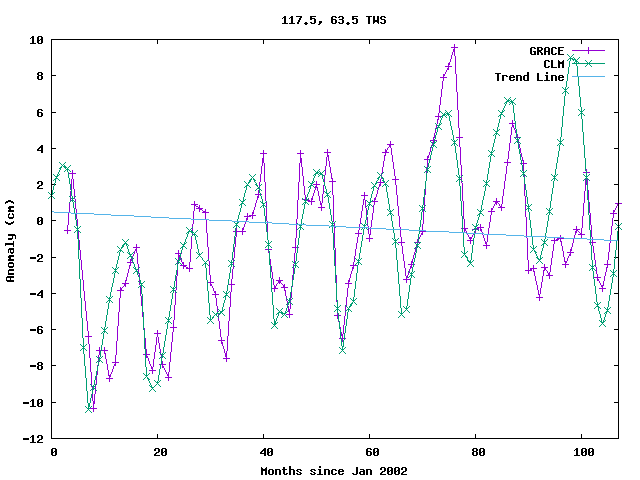 117.5, 63.5 TWS
GRACE
CLM
Trend Line
10
8
6
4
2
0
-2
-4
-6
-8
-10
-12
Anomaly (cm)
0 20 40 60 80 100
Months since Jan 2002